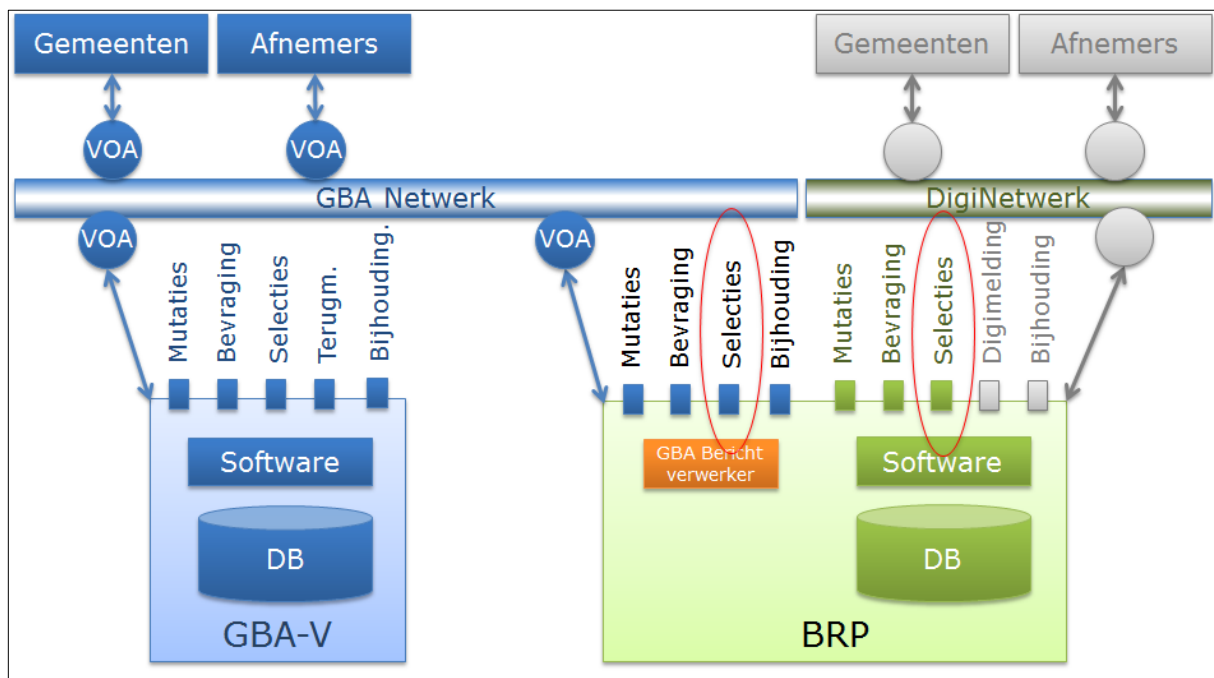 Gemeenten
Afnemers
Gemeenten
Afnemers
VOA
VOA
GBA Netwerk
DigiNetwerk
VOA
VOA
Mutaties
Bevraging
Selecties
Terugm.
Bijhouding.
Mutaties
Bevraging
Selecties
Bijhouding
Mutaties
Bevraging
Selecties
Digimelding
Bijhouding
Software
GBA Bericht
verwerker
Software
DB
DB
GBA-V
BRP